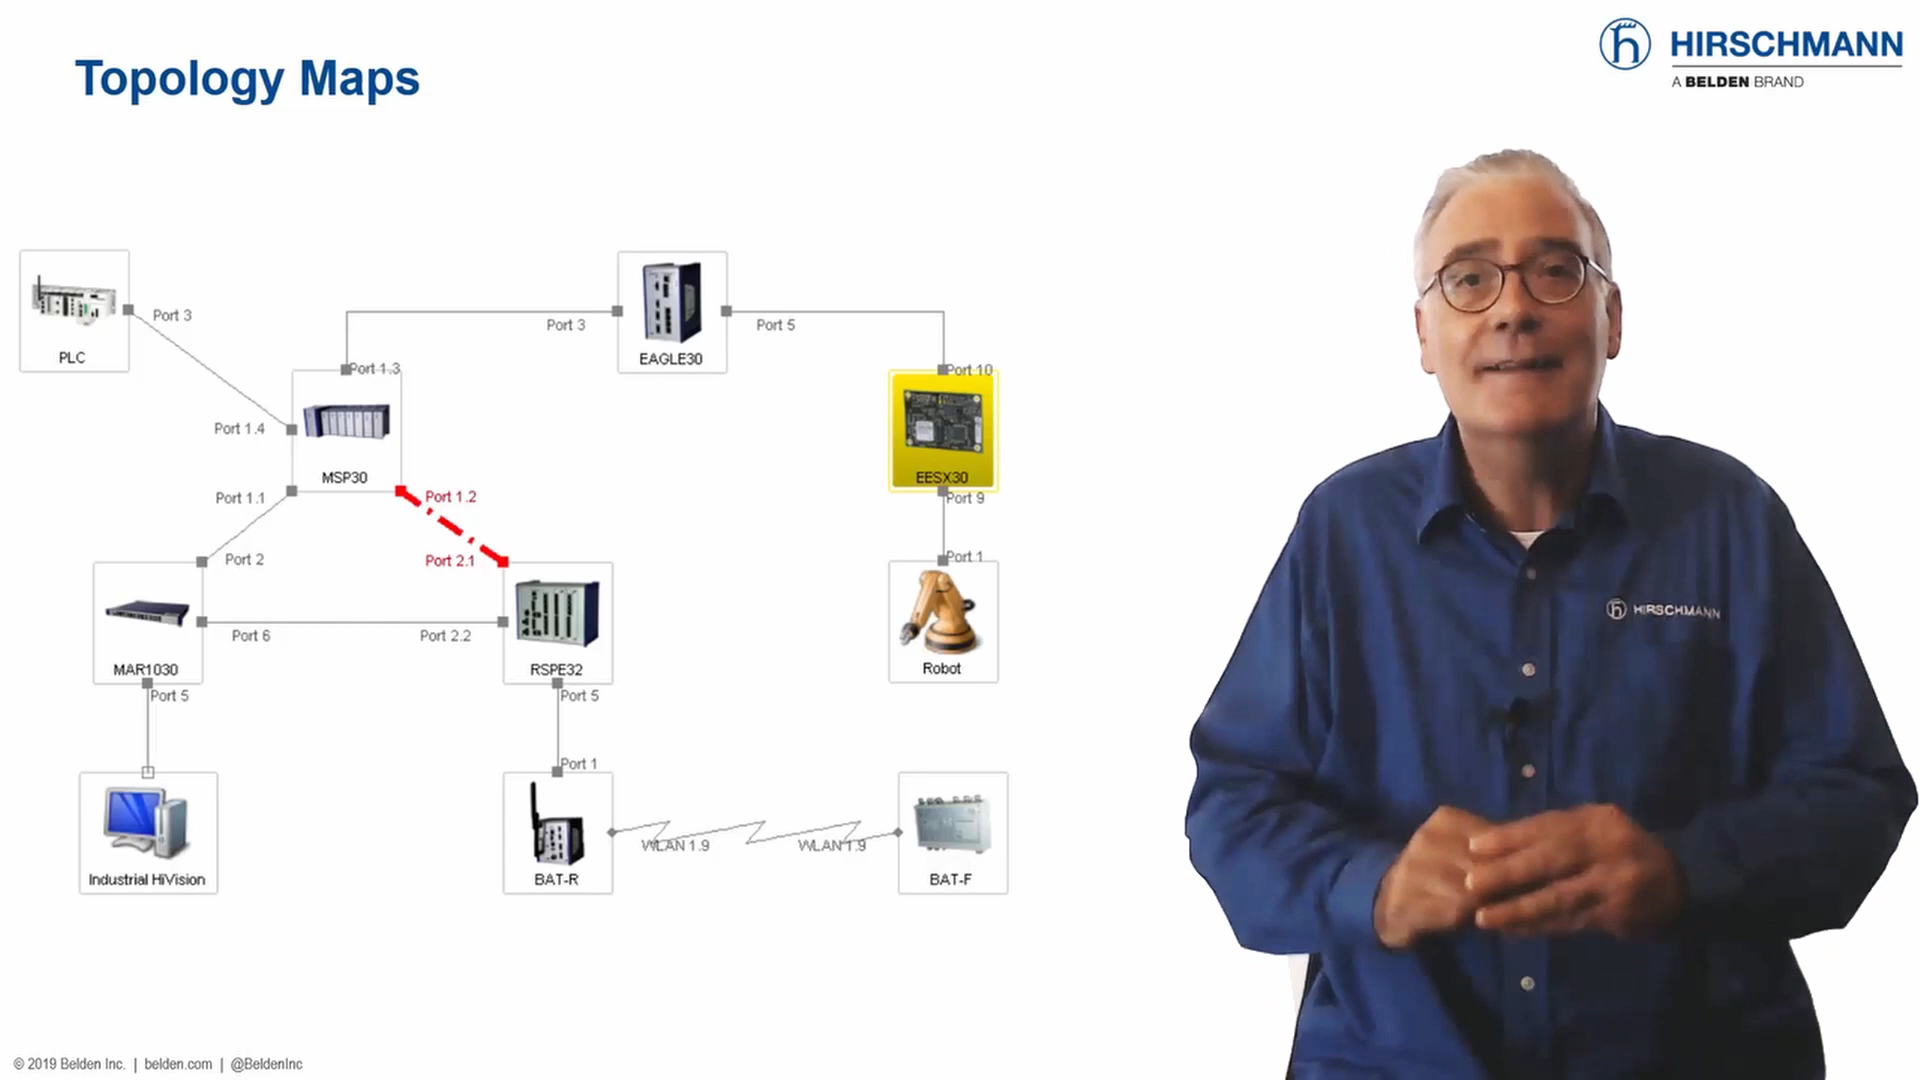 Topology Maps
HIRSCHMANN
A BELDEN BRAND
PLC
Port 3
Port 3
EAGLE30
Port 5
Port 1.3
Port 10
Port 1.4
MSP30
EESX30
Port 1.1
Port 1.2
Port 9
Port 2
Port 2.1
Port 1
HIRSCHMANN
Port 6
Port 2.2
MAR1030
RSPE32
Robot
Port 5
Port 5
Port 1
WLAN 1.9
WLAN 1.9
Industrial HiVision
BAT-R
BAT-F
© 2019 Belden Inc. | belden.com | @BeldenInc